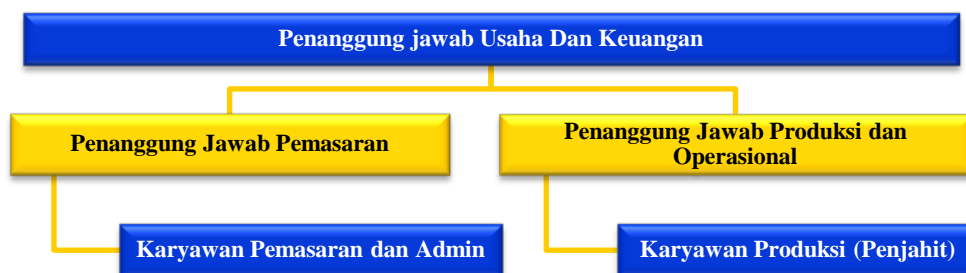 Penanggung jawab Usaha Dan Keuangan
Penanggung Jawab Pemasaran
Penanggung Jawab Produksi dan
Operasional
Karyawan Pemasaran dan Admin
Karyawan Produksi (Penjahit)